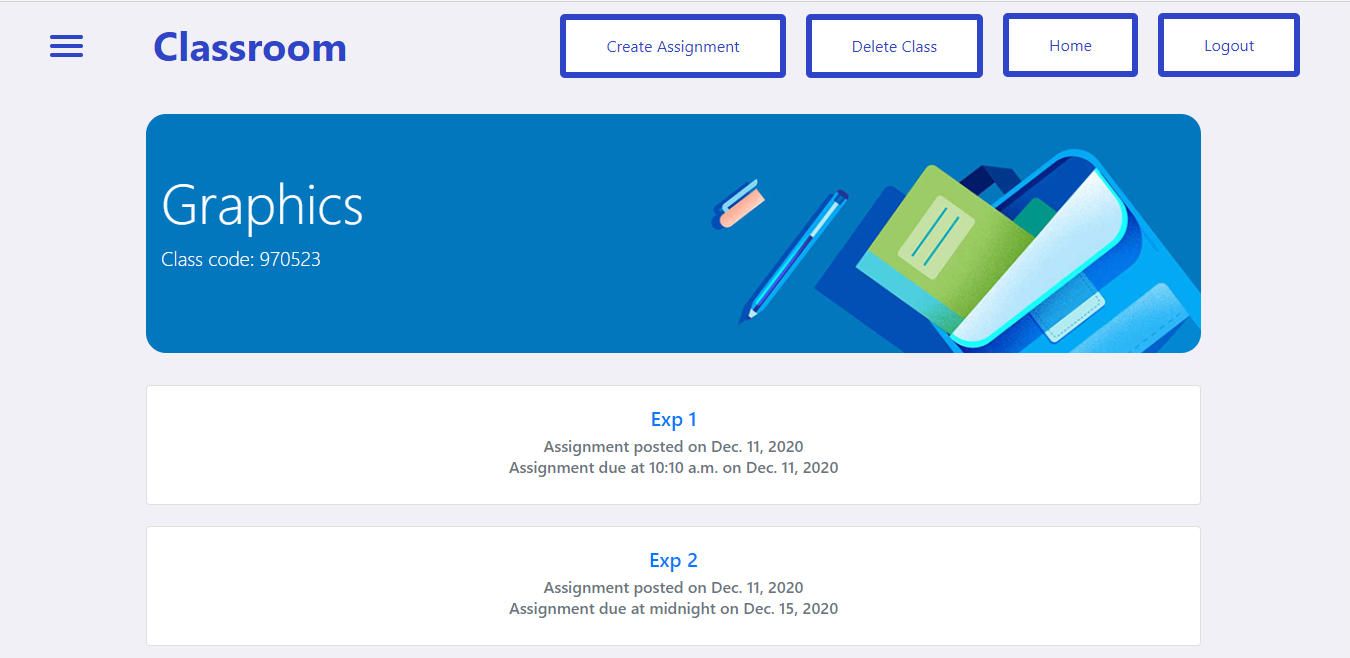 Classroom
Create Assignment
Delete Class
Home
Logout
Graphics
Class code: 970523
Exp 1
Assignment posted on Dec. 11, 2020
Assignment due at 10:10 a.m. on Dec. 11, 2020
Exp 2
Assignment posted on Dec. 11, 2020
Assignment due at midnight on Dec. 15, 2020